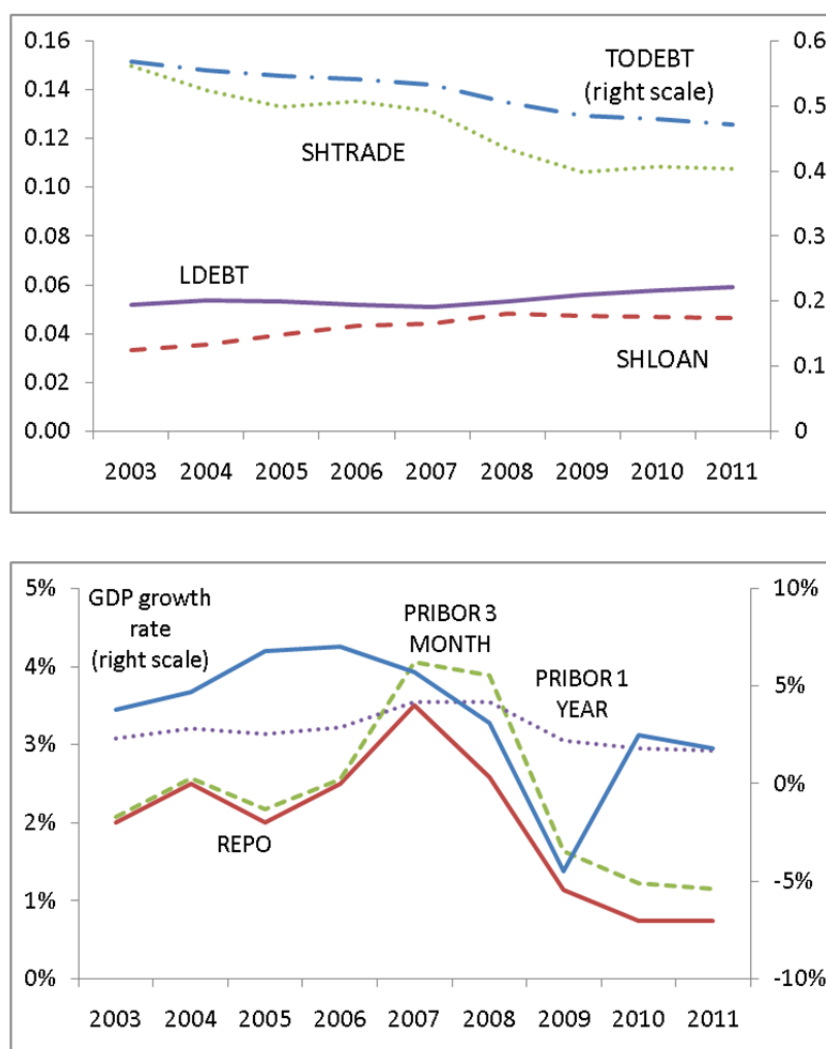 0.16
0.14
0.12
0.10
0.08
0.06
0.04
0.02
0.00
0.6
0.5
0.4
0.3
0.2
0.1
0
TODEBT
(right scale)
SHTRADE
LDEBT
SHLOAN
2003 2004 2005 2006 2007 2008 2009 2010 2011
5%
4%
3%
2%
1%
0%
10%
5%
0%
-5%
-10%
GDP growth
rate
(right scale)
PRIBOR 3
MONTH
PRIBOR 1
YEAR
REPO
2003 2004 2005 2006 2007 2008 2009 2010 2011